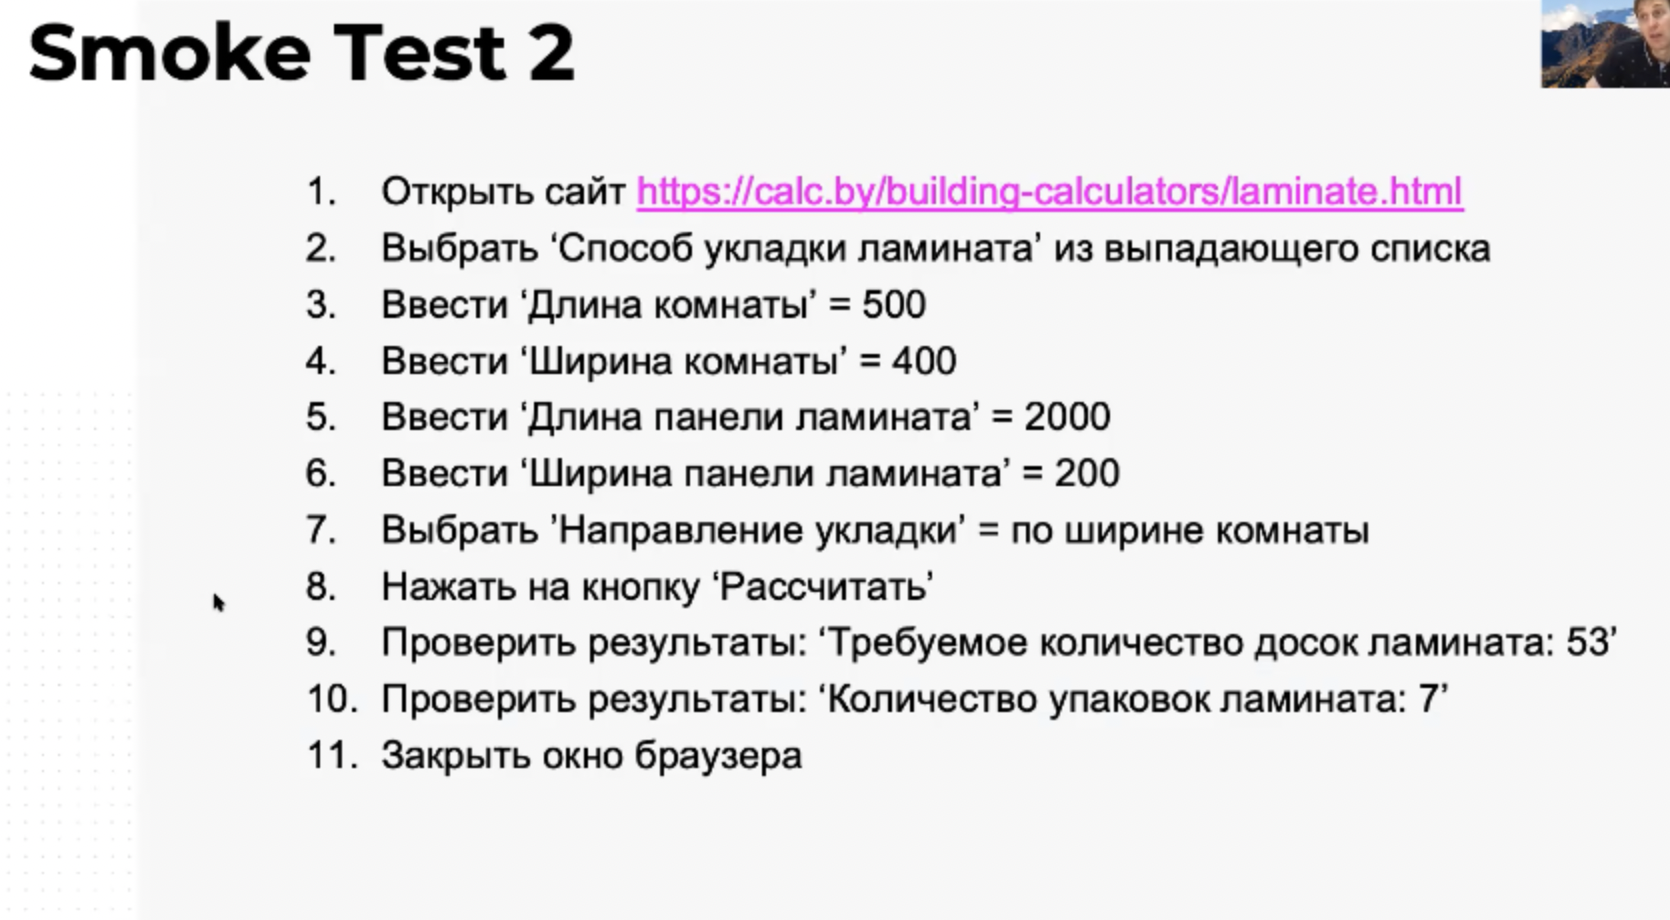 Smoke Test 2
1. Открыть сайт https://calc.by/building-calculators/laminate.html
2. Выбрать ‘Способ укладки ламината’ из выпадающего списка
3. Ввести ‘Длина комнаты’ = 500
4. Ввести ‘Ширина комнаты’ = 400
5. Ввести ‘Длина панели ламината’ = 2000
6. Ввести ‘Ширина панели ламината’ = 200
7. Выбрать ’Направление укладки’ = по ширине комнаты
8. Нажать на кнопку ‘Рассчитать’
9. Проверить результаты: ‘Требуемое количество досок ламината: 53’
10. Проверить результаты: ‘Количество упаковок ламината: 7’
11. Закрыть окно браузера